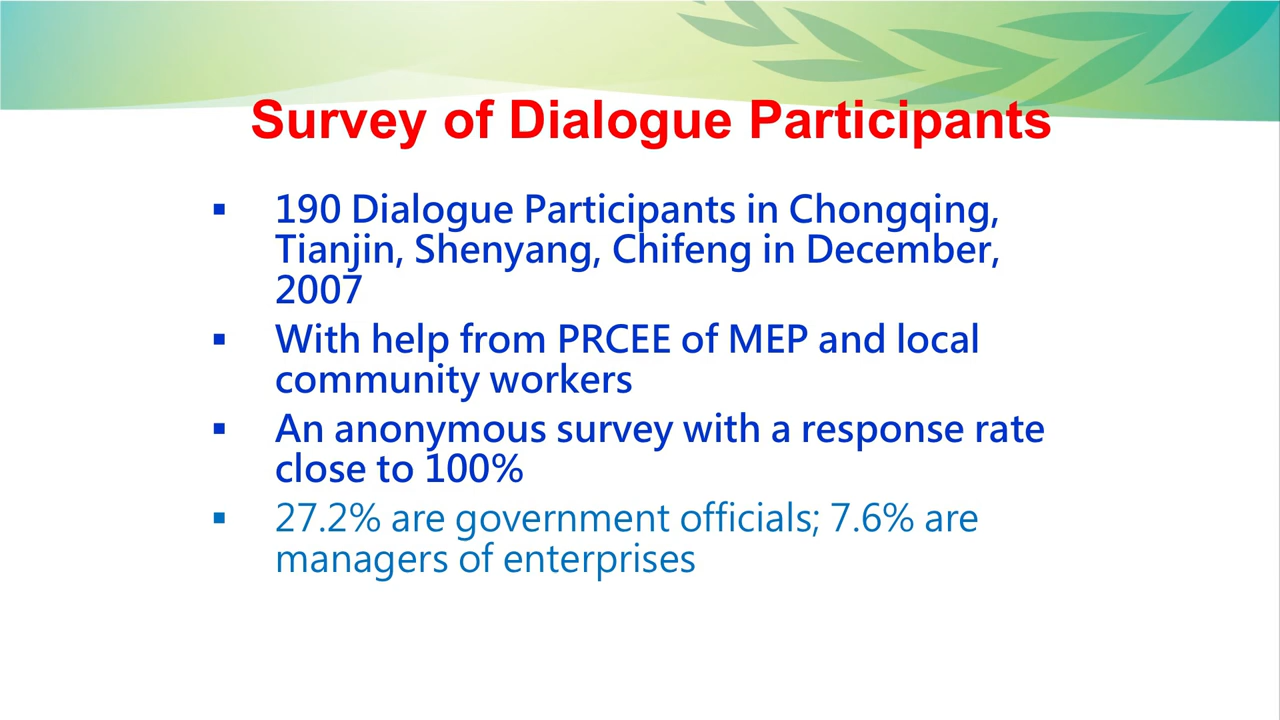 Survey of Dialogue Participants
▪ 190 Dialogue Participants in Chongqing,
Tianjin, Shenyang, Chifeng in December,
2007
▪ With help from PRCEE of MEP and local
community workers
▪ An anonymous survey with a response rate
close to 100%
▪ 27.2% are government officials; 7.6% are
managers of enterprises